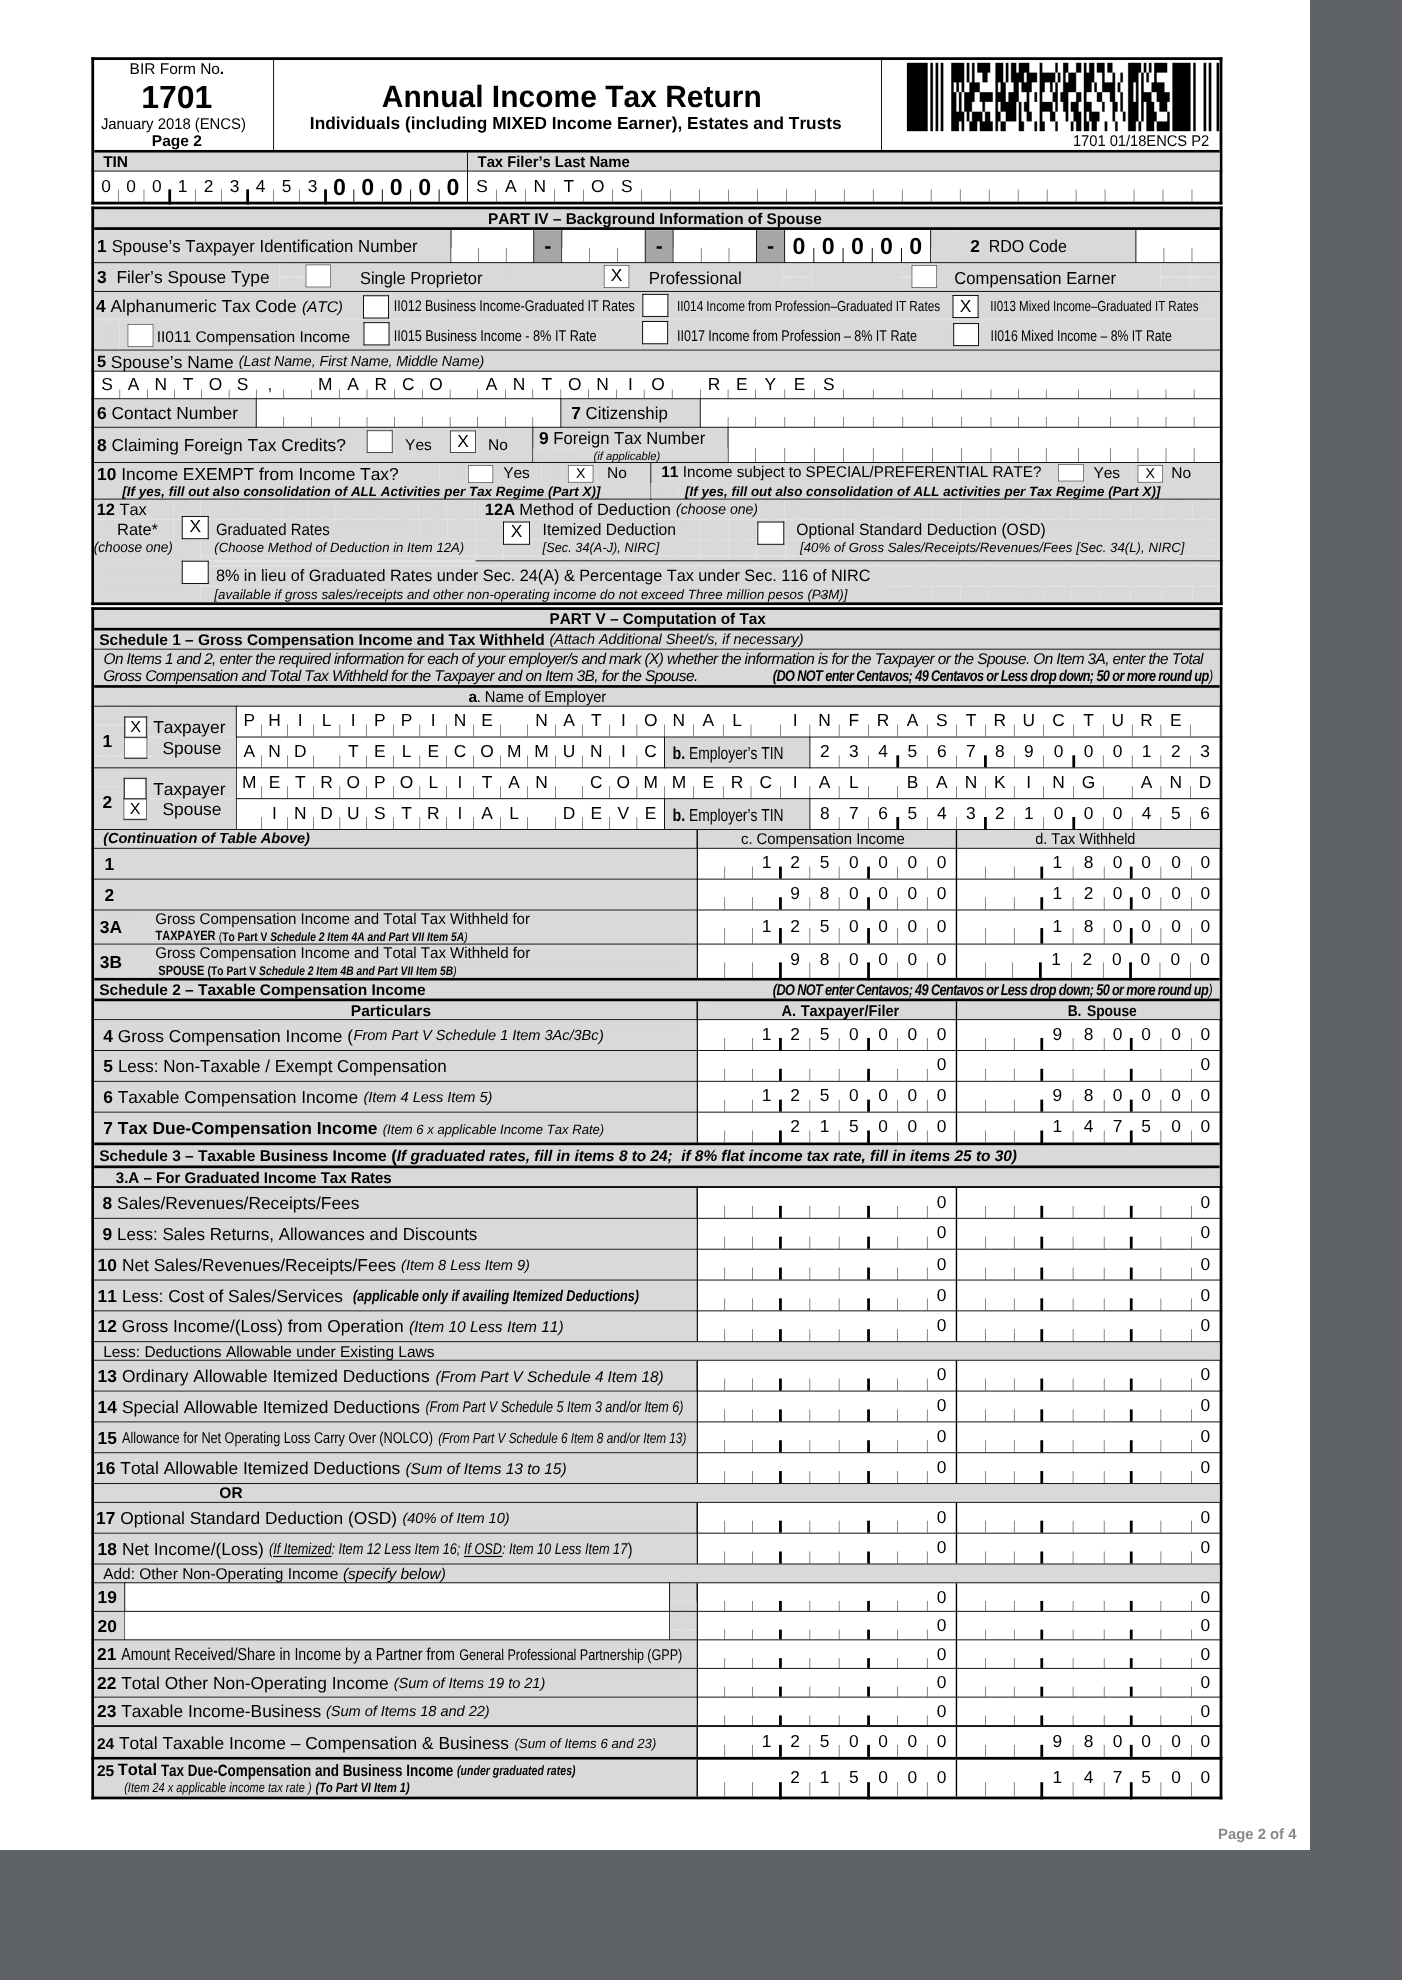 BIR Form No.
1701
January 2018 (ENCS)
Page 2
Annual Income Tax Return
Individuals (including MIXED Income Earner), Estates and Trusts
1701 01/18ENCS P2
TIN Tax Filer's Last Name
0 0 0 1 2 3 4 5 3 0 0 0 0 0 S A N T O S
PART IV – Background Information of Spouse
1 Spouse's Taxpayer Identification Number - - - 0 0 0 0 0 2 RDO Code
3 Filer's Spouse Type Single Proprietor X Professional Compensation Earner
4 Alphanumeric Tax Code (ATC) II012 Business Income-Graduated IT Rates II014 Income from Profession–Graduated IT Rates X II013 Mixed Income–Graduated IT Rates
II011 Compensation Income II015 Business Income - 8% IT Rate II017 Income from Profession – 8% IT Rate II016 Mixed Income – 8% IT Rate
5 Spouse's Name (Last Name, First Name, Middle Name)
S A N T O S , M A R C O A N T O N I O R E Y E S
6 Contact Number 7 Citizenship
8 Claiming Foreign Tax Credits? Yes X No 9 Foreign Tax Number
(if applicable)
10 Income EXEMPT from Income Tax? Yes X No 11 Income subject to SPECIAL/PREFERENTIAL RATE? Yes X No
[If yes, fill out also consolidation of ALL Activities per Tax Regime (Part X)] [If yes, fill out also consolidation of ALL activities per Tax Regime (Part X)]
12 Tax 12A Method of Deduction (choose one)
Rate* X Graduated Rates X Itemized Deduction Optional Standard Deduction (OSD)
(choose one) (Choose Method of Deduction in Item 12A) [Sec. 34(A-J), NIRC] [40% of Gross Sales/Receipts/Revenues/Fees [Sec. 34(L), NIRC]
8% in lieu of Graduated Rates under Sec. 24(A) & Percentage Tax under Sec. 116 of NIRC
[available if gross sales/receipts and other non-operating income do not exceed Three million pesos (P3M)]
PART V – Computation of Tax
Schedule 1 – Gross Compensation Income and Tax Withheld (Attach Additional Sheet/s, if necessary)
On Items 1 and 2, enter the required information for each of your employer/s and mark (X) whether the information is for the Taxpayer or the Spouse. On Item 3A, enter the Total
Gross Compensation and Total Tax Withheld for the Taxpayer and on Item 3B, for the Spouse. (DO NOT enter Centavos; 49 Centavos or Less drop down; 50 or more round up)
a. Name of Employer
1 X Taxpayer P H I L I P P I N E N A T I O N A L I N F R A S T R U C T U R E
Spouse A N D T E L E C O M M U N I C b. Employer's TIN 2 3 4 5 6 7 8 9 0 0 0 1 2 3
2 Taxpayer M E T R O P O L I T A N C O M M E R C I A L B A N K I N G A N D
X Spouse I N D U S T R I A L D E V E b. Employer's TIN 8 7 6 5 4 3 2 1 0 0 0 4 5 6
(Continuation of Table Above) c. Compensation Income d. Tax Withheld
1 1 2 5 0 0 0 0 1 8 0 0 0 0
2 9 8 0 0 0 0 1 2 0 0 0 0
3A Gross Compensation Income and Total Tax Withheld for
TAXPAYER (To Part V Schedule 2 Item 4A and Part VII Item 5A) 1 2 5 0 0 0 0 1 8 0 0 0 0
3B Gross Compensation Income and Total Tax Withheld for
SPOUSE (To Part V Schedule 2 Item 4B and Part VII Item 5B) 9 8 0 0 0 0 1 2 0 0 0 0
Schedule 2 – Taxable Compensation Income (DO NOT enter Centavos; 49 Centavos or Less drop down; 50 or more round up)
Particulars A. Taxpayer/Filer B. Spouse
4 Gross Compensation Income (From Part V Schedule 1 Item 3Ac/3Bc) 1 2 5 0 0 0 0 9 8 0 0 0 0
5 Less: Non-Taxable / Exempt Compensation 0 0
6 Taxable Compensation Income (Item 4 Less Item 5) 1 2 5 0 0 0 0 9 8 0 0 0 0
7 Tax Due-Compensation Income (Item 6 x applicable Income Tax Rate) 2 1 5 0 0 0 1 4 7 5 0 0
Schedule 3 – Taxable Business Income (If graduated rates, fill in items 8 to 24; if 8% flat income tax rate, fill in items 25 to 30)
3.A – For Graduated Income Tax Rates
8 Sales/Revenues/Receipts/Fees 0 0
9 Less: Sales Returns, Allowances and Discounts 0 0
10 Net Sales/Revenues/Receipts/Fees (Item 8 Less Item 9) 0 0
11 Less: Cost of Sales/Services (applicable only if availing Itemized Deductions) 0 0
12 Gross Income/(Loss) from Operation (Item 10 Less Item 11) 0 0
Less: Deductions Allowable under Existing Laws
13 Ordinary Allowable Itemized Deductions (From Part V Schedule 4 Item 18) 0 0
14 Special Allowable Itemized Deductions (From Part V Schedule 5 Item 3 and/or Item 6) 0 0
15 Allowance for Net Operating Loss Carry Over (NOLCO) (From Part V Schedule 6 Item 8 and/or Item 13) 0 0
16 Total Allowable Itemized Deductions (Sum of Items 13 to 15) 0 0
OR
17 Optional Standard Deduction (OSD) (40% of Item 10) 0 0
18 Net Income/(Loss) (If Itemized: Item 12 Less Item 16; If OSD: Item 10 Less Item 17) 0 0
Add: Other Non-Operating Income (specify below)
19 0 0
20 0 0
21 Amount Received/Share in Income by a Partner from General Professional Partnership (GPP) 0 0
22 Total Other Non-Operating Income (Sum of Items 19 to 21) 0 0
23 Taxable Income-Business (Sum of Items 18 and 22) 0 0
24 Total Taxable Income – Compensation & Business (Sum of Items 6 and 23) 1 2 5 0 0 0 0 9 8 0 0 0 0
25 Total Tax Due-Compensation and Business Income (under graduated rates)
(Item 24 x applicable income tax rate ) (To Part VI Item 1) 2 1 5 0 0 0 1 4 7 5 0 0
Page 2 of 4